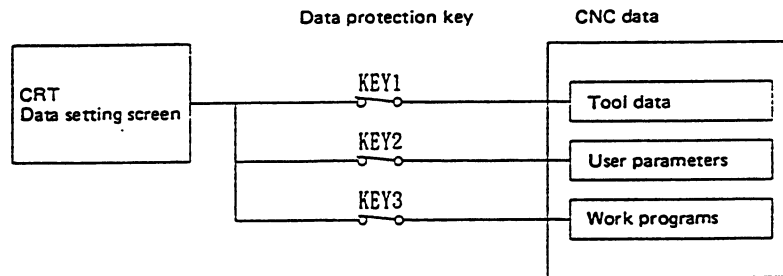 Data protection key
CNC data
CRT
Data setting screen
KEY1
Tool data
KEY2
User parameters
KEY3
Work programs